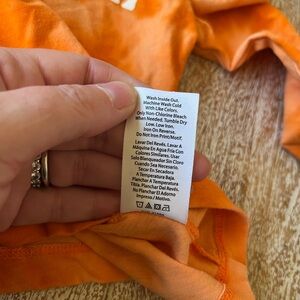 Wash Inside Out.
Machine Wash Cold
With Like Colors.
Only Non-Chlorine Bleach
When Needed. Tumble Dry
Low. Low Iron.
Iron On Reverse.
Do Not Iron Print/Motif.
Lavar Del Revés. Lavar A
Máquina En Agua Fria Con
Colores Similares. Usar
Solo Blanqueador Sin Cloro
Cuando Sea Necesario.
Secar En Secadora
A Temperatura Baja.
Planchar A Temperatura
Tibia. Planchar Del Revés.
No Planchar El Adorno
Impreso / Motivo.